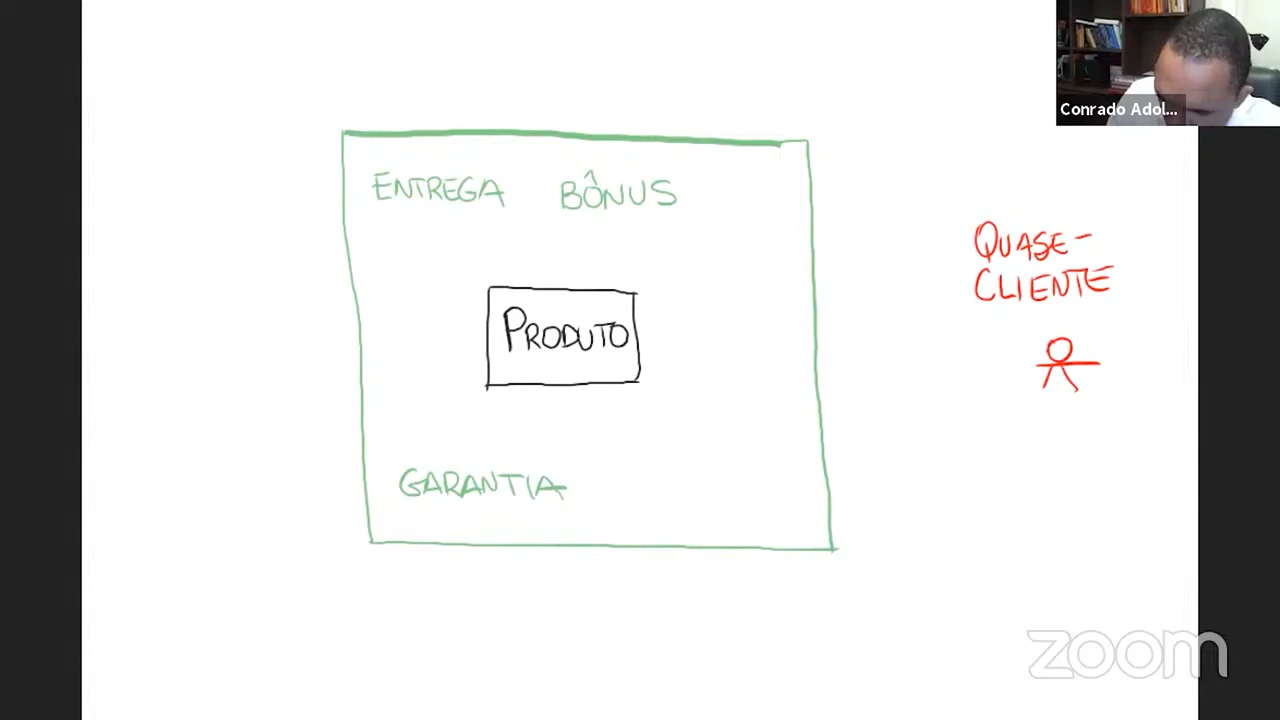 Conrado Adol...
ENTREGA BÔNUS
QUASE-
CLIENTE
PRODUTO
GARANTIA
zoom